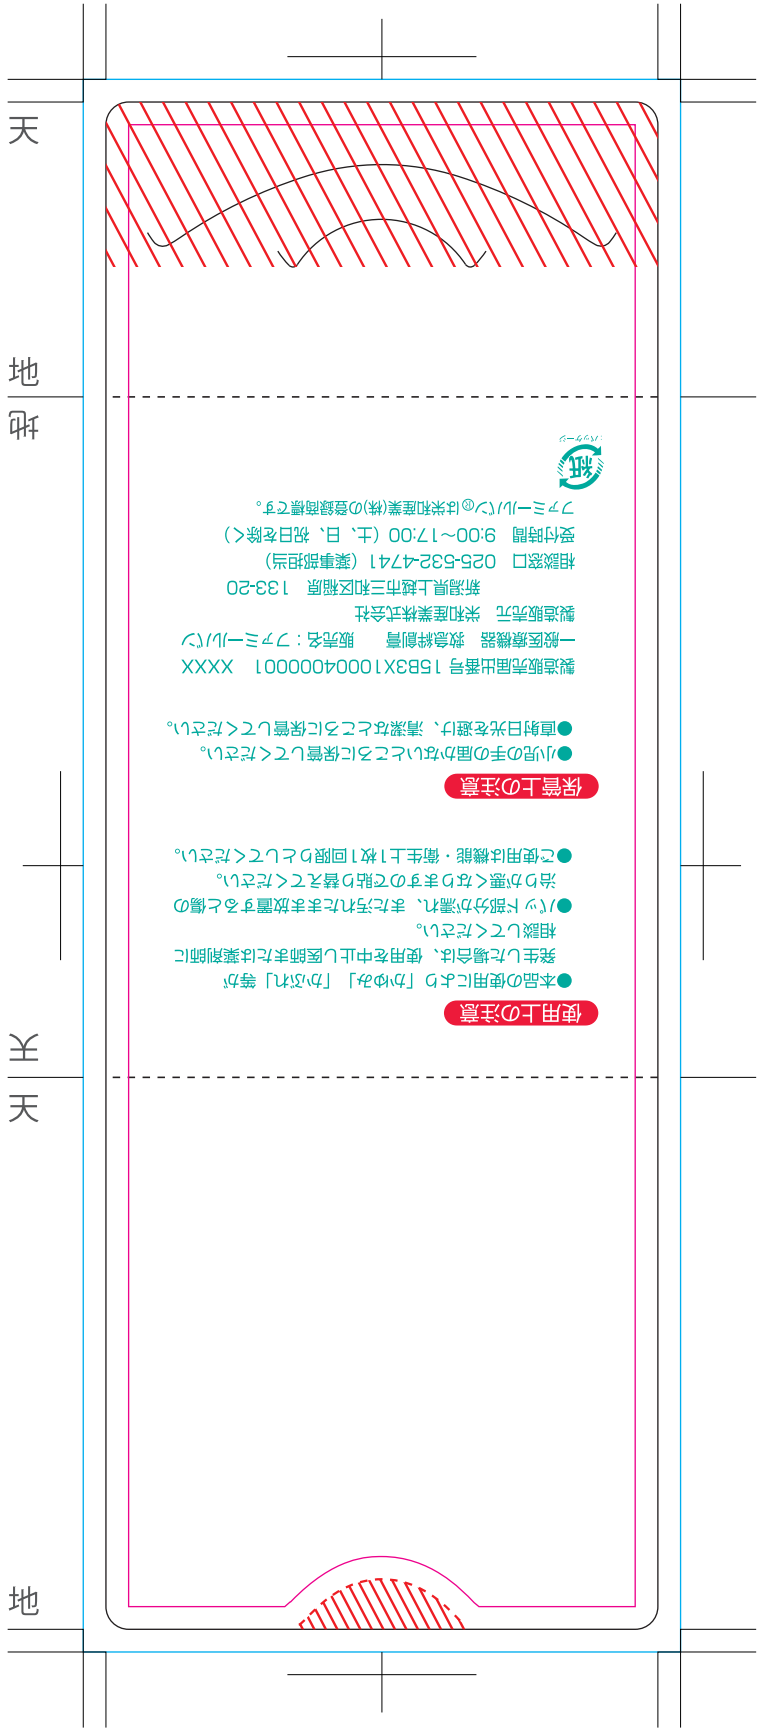 天
地
地
使用上の注意
●本品の使用により「かゆみ」「かぶれ」等が
発生した場合は、使用を中止し医師または薬剤師に
相談してください。
●パッド部分が濡れ、また汚れたまま放置すると傷の
治りが悪くなりますので貼り替えてください。
●ご使用は機能・衛生上1枚1回限りとしてください。
保管上の注意
●小児の手の届かないところに保管してください。
●直射日光を避け、清潔なところに保管してください。
製造販売届出番号 15B3X10004000001 XXXX
一般医療機器 救急絆創膏 販売名：ファミールバン
製造販売元 栄和産業株式会社
新潟県上越市三和区稲原 133-20
相談窓口 025-532-4741（薬事部担当）
受付時間 9:00～17:00（土、日、祝日を除く）
ファミールバン®は栄和産業(株)の登録商標です。
紙
：パッケージ
天
天
地